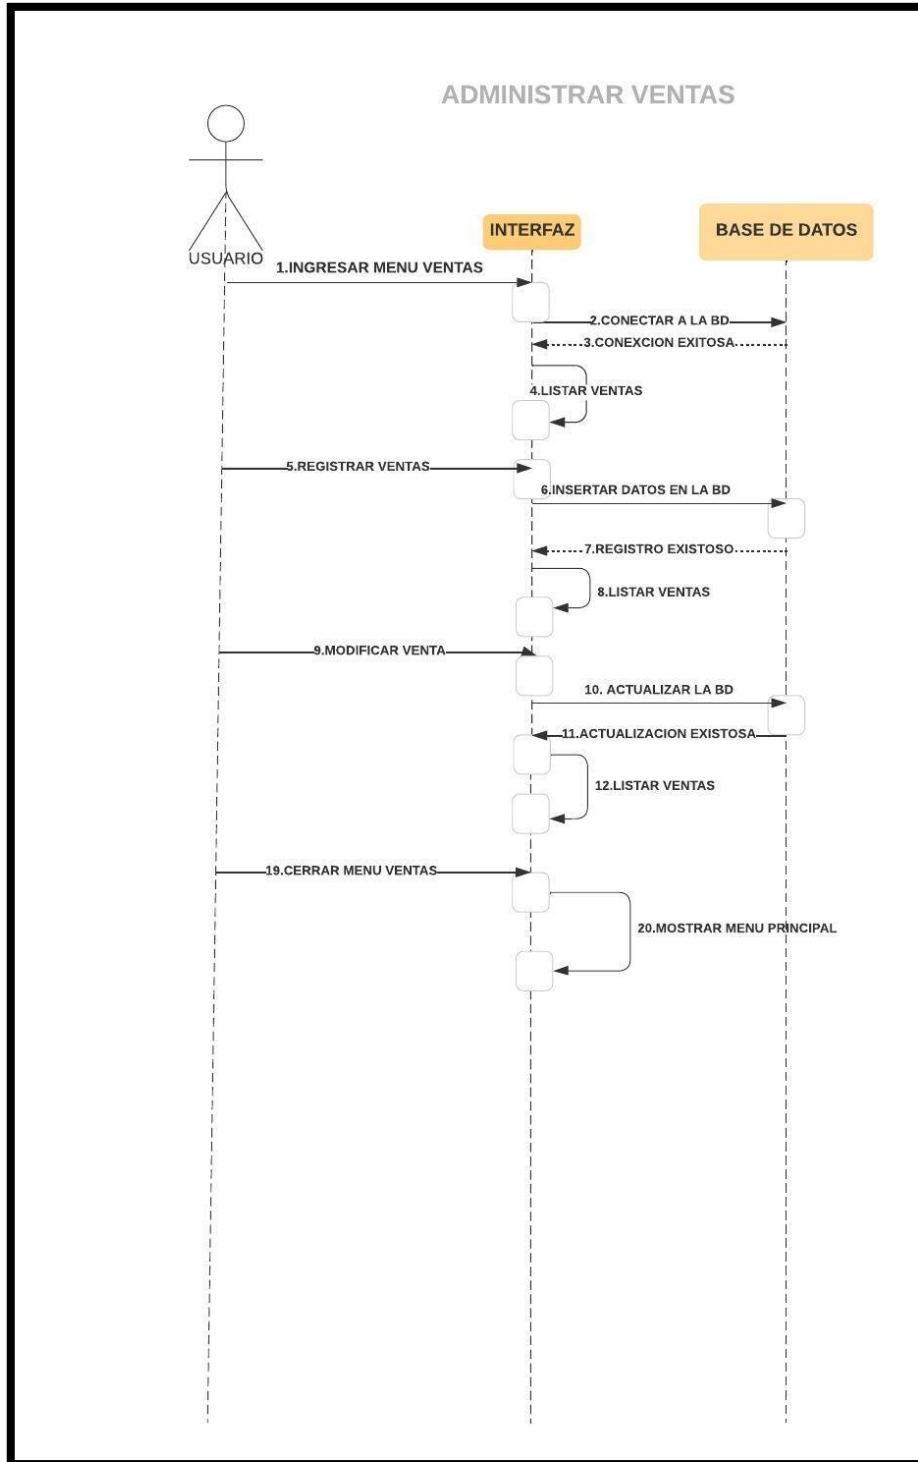 ADMINISTRAR VENTAS
USUARIO
INTERFAZ
BASE DE DATOS
1.INGRESAR MENU VENTAS
2.CONECTAR A LA BD
3.CONEXCION EXITOSA
4.LISTAR VENTAS
5.REGISTRAR VENTAS
6.INSERTAR DATOS EN LA BD
7.REGISTRO EXISTOSO
8.LISTAR VENTAS
9.MODIFICAR VENTA
10. ACTUALIZAR LA BD
11.ACTUALIZACION EXISTOSA
12.LISTAR VENTAS
19.CERRAR MENU VENTAS
20.MOSTRAR MENU PRINCIPAL